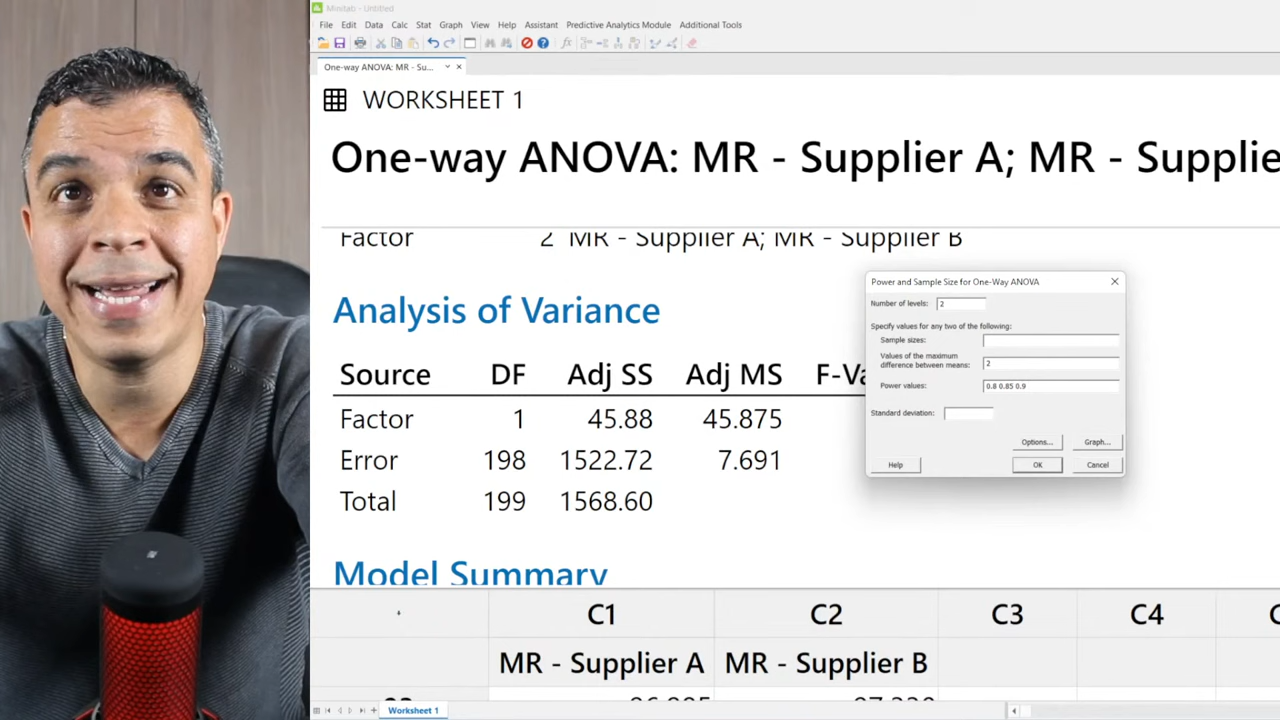 Minitab - Untitled
File Edit Data Calc Stat Graph View Help Assistant Predictive Analytics Module Additional Tools
One-way ANOVA: MR - Su...
WORKSHEET 1
One-way ANOVA: MR - Supplier A; MR - Supplie
Factor 2 MR - Supplier A; MR - Supplier B
Analysis of Variance
Source DF Adj SS Adj MS F-Va
Factor 1 45.88 45.875
Error 198 1522.72 7.691
Total 199 1568.60
Model Summary
Power and Sample Size for One-Way ANOVA
Number of levels: 2
Specify values for any two of the following:
Sample sizes:
Values of the maximum
difference between means: 2
Power values: 0.8 0.85 0.9
Standard deviation:
Options... Graph...
Help OK Cancel
C1 C2 C3 C4 C
MR - Supplier A MR - Supplier B
Worksheet 1